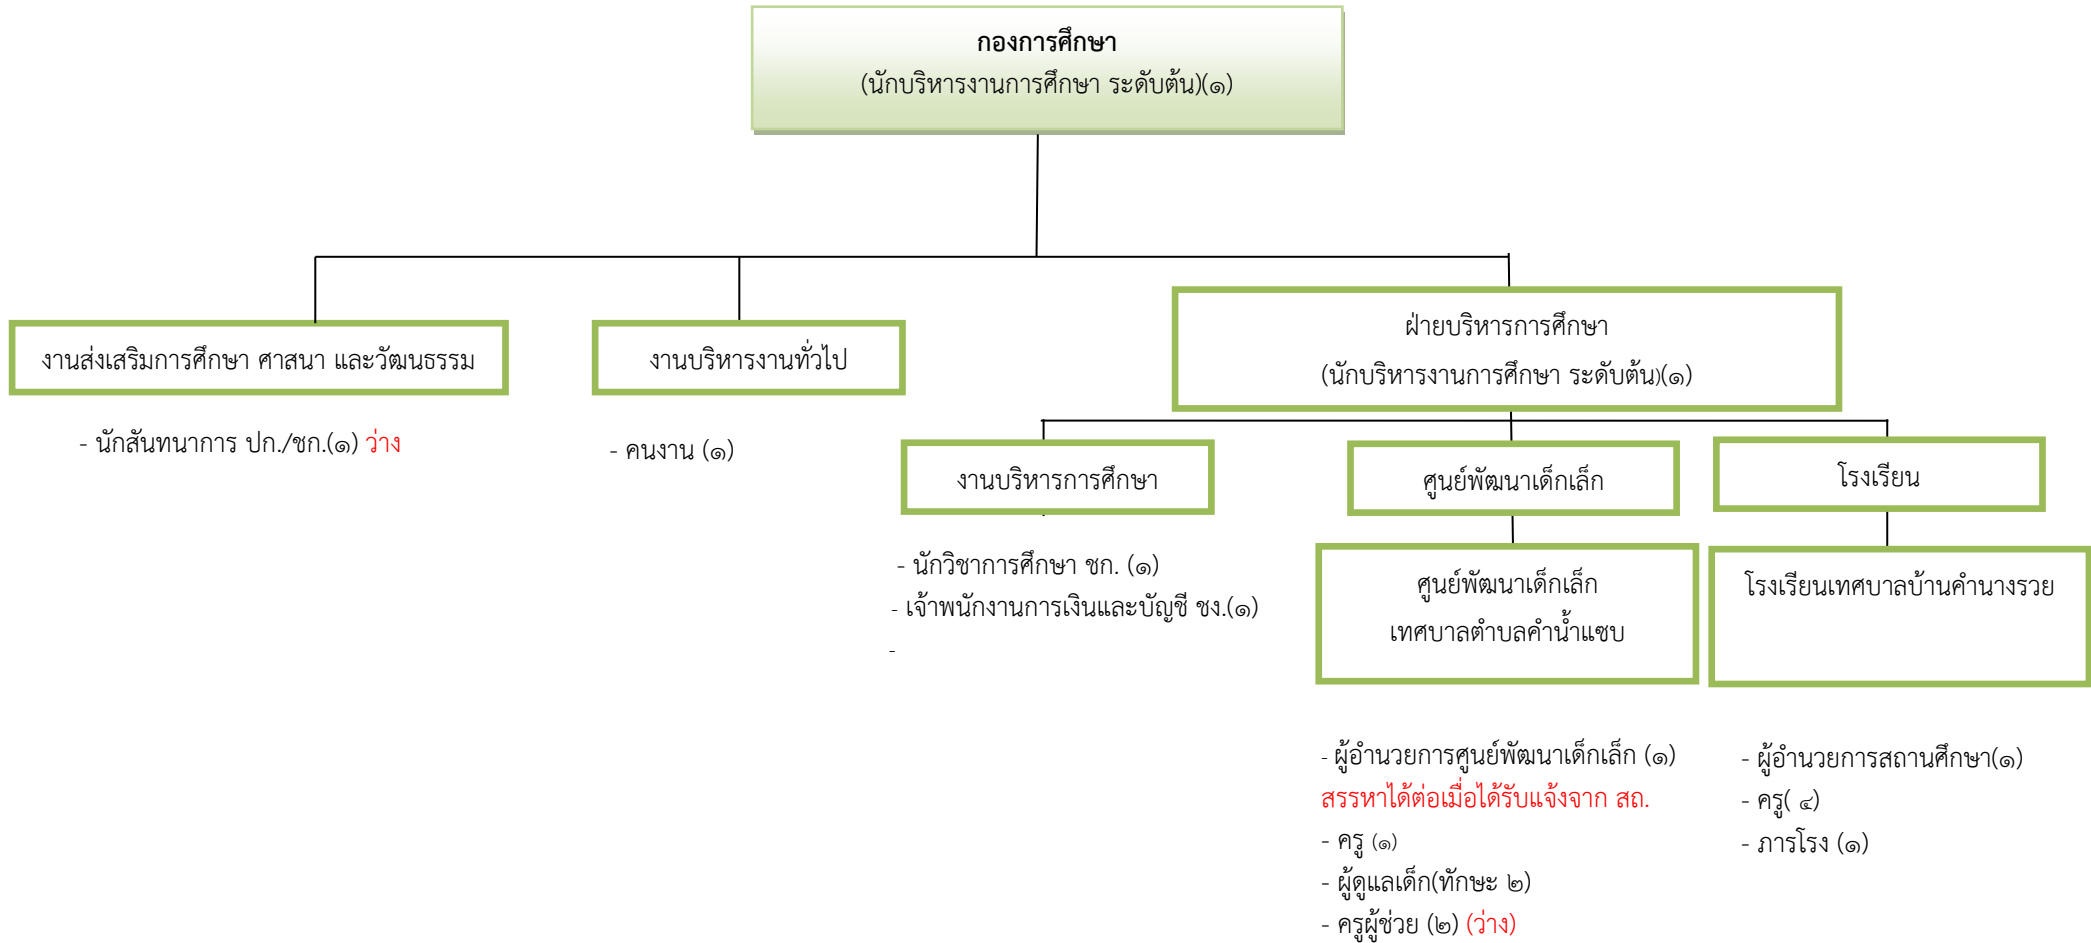 กองการศึกษา
(นักบริหารงานการศึกษา ระดับต้น)(๑)
งานส่งเสริมการศึกษา ศาสนา และวัฒนธรรม
- นักสันทนาการ ปก./ชก.(๑) ว่าง
งานบริหารงานทั่วไป
- คนงาน (๑)
ฝ่ายบริหารการศึกษา
(นักบริหารงานการศึกษา ระดับต้น)(๑)
งานบริหารการศึกษา
- นักวิชาการศึกษา ชก. (๑)
- เจ้าพนักงานการเงินและบัญชี ชง.(๑)
-
ศูนย์พัฒนาเด็กเล็ก
ศูนย์พัฒนาเด็กเล็ก
เทศบาลตำบลคำน้ำแซบ
- ผู้อำนวยการศูนย์พัฒนาเด็กเล็ก (๑)
สรรหาได้ต่อเมื่อได้รับแจ้งจาก สถ.
- ครู (๑)
- ผู้ดูแลเด็ก(ทักษะ ๒)
- ครูผู้ช่วย (๒) (ว่าง)
โรงเรียน
โรงเรียนเทศบาลบ้านคำนางรวย
- ผู้อำนวยการสถานศึกษา(๑)
- ครู( ๔)
- ภารโรง (๑)